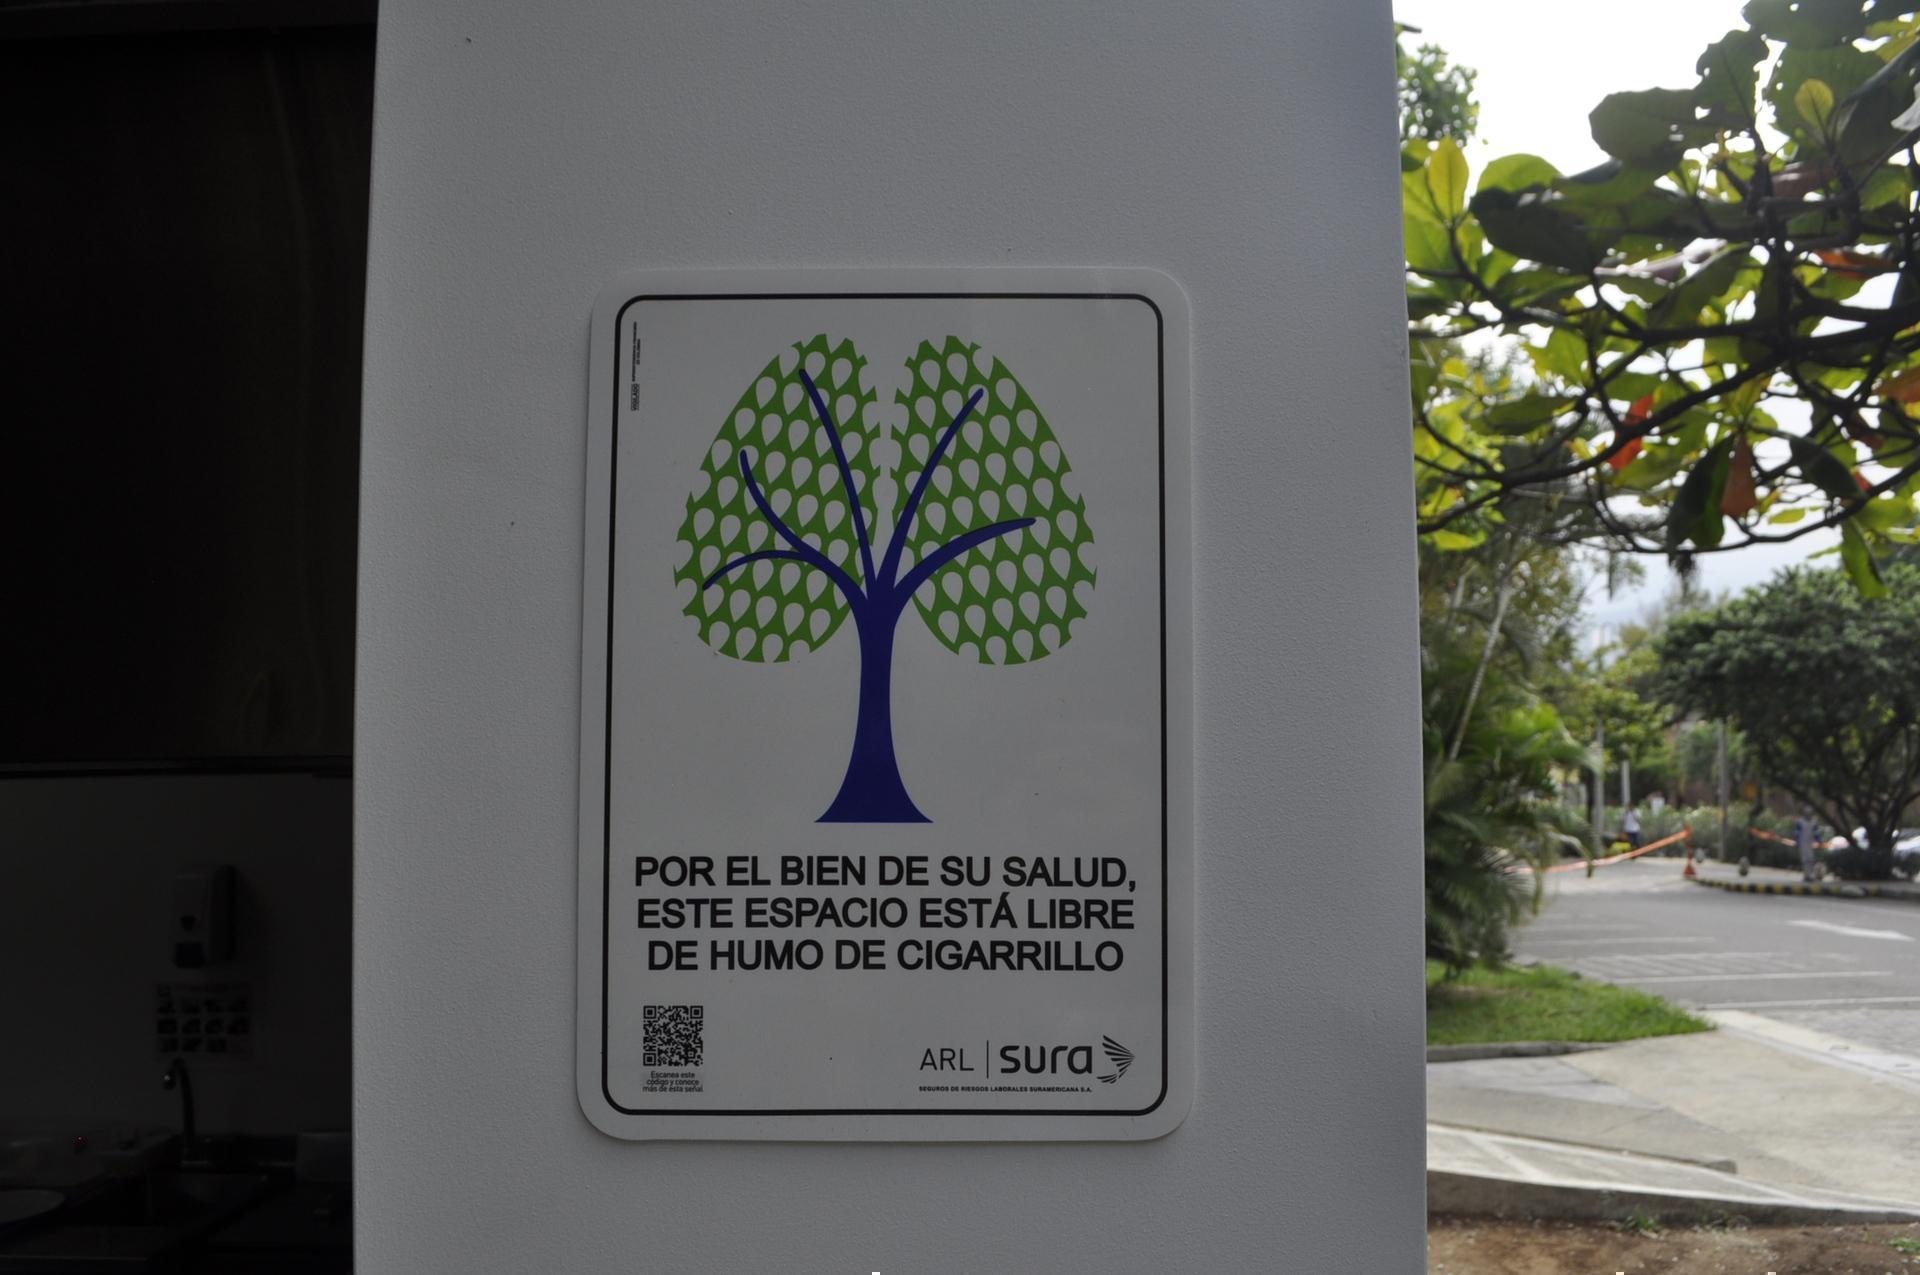 POR EL BIEN DE SU SALUD,
ESTE ESPACIO ESTÁ LIBRE
DE HUMO DE CIGARRILLO
Escanea este
código y conoce
más de esta señal
ARL | sura
SEGUROS DE RIESGOS LABORALES SURAMERICANA S.A.
VIGILADO